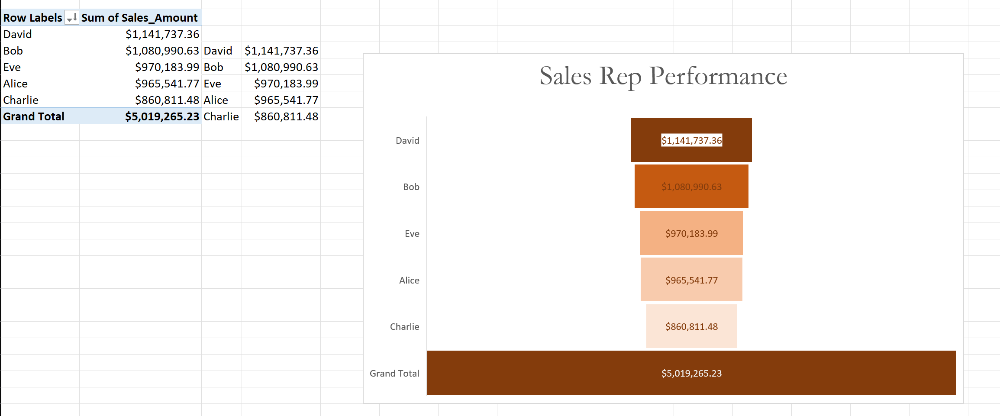 Row Labels Sum of Sales_Amount
David $1,141,737.36
Bob $1,080,990.63 David $1,141,737.36
Eve $970,183.99 Bob $1,080,990.63
Alice $965,541.77 Eve $970,183.99
Charlie $860,811.48 Alice $965,541.77
Grand Total $5,019,265.23 Charlie $860,811.48
Sales Rep Performance
David $1,141,737.36
Bob $1,080,990.63
Eve $970,183.99
Alice $965,541.77
Charlie $860,811.48
Grand Total $5,019,265.23